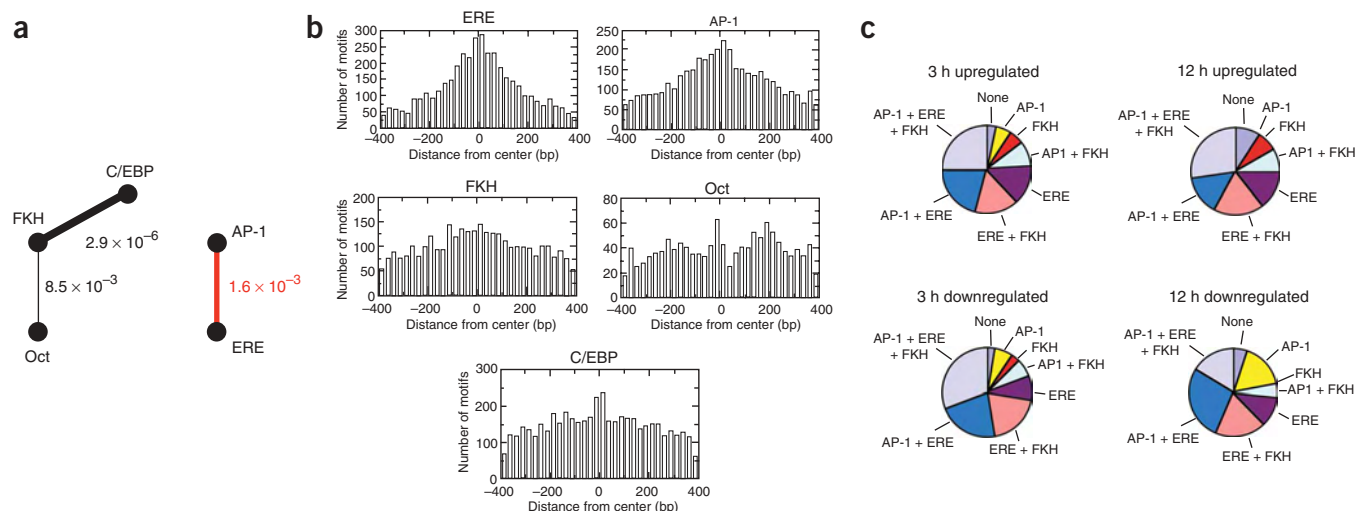 a
C/EBP
FKH
2.9 × 10⁻⁶
8.5 × 10⁻³
Oct
AP-1
1.6 × 10⁻³
ERE
b
ERE
Number of motifs
300
250
200
150
100
50
0
−400
−200
0
200
400
Distance from center (bp)
AP-1
250
200
150
100
50
0
−400
−200
0
200
400
Distance from center (bp)
FKH
Number of motifs
200
150
100
50
0
−400
−200
0
200
400
Distance from center (bp)
Oct
80
60
40
20
0
−400
−200
0
200
400
Distance from center (bp)
C/EBP
Number of motifs
300
200
100
0
−400
−200
0
200
400
Distance from center (bp)
c
3 h upregulated
None
AP-1
FKH
AP1 + FKH
ERE
ERE + FKH
AP-1 + ERE
AP-1 + ERE
+ FKH
12 h upregulated
None
AP-1
FKH
AP1 + FKH
ERE
ERE + FKH
AP-1 + ERE
AP-1 + ERE
+ FKH
3 h downregulated
None
AP-1
FKH
AP1 + FKH
ERE
ERE + FKH
AP-1 + ERE
AP-1 + ERE
+ FKH
12 h downregulated
None
AP-1
FKH
AP1 + FKH
ERE
ERE + FKH
AP-1 + ERE
AP-1 + ERE
+ FKH